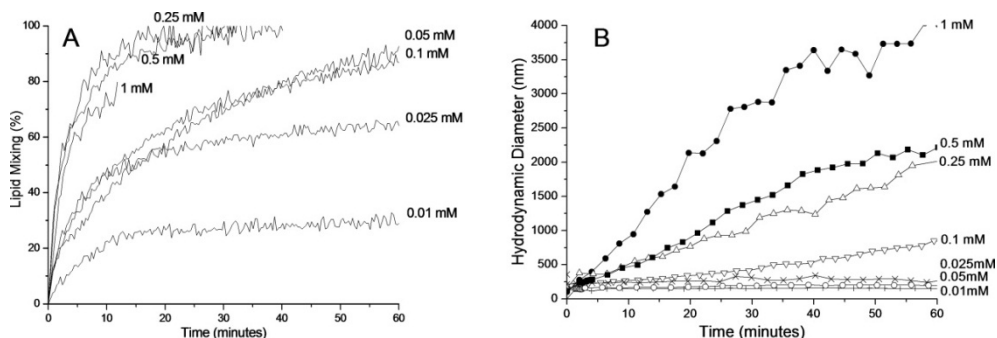 A
0.25 mM
0.5 mM
1 mM
0.05 mM
0.1 mM
0.025 mM
0.01 mM
Lipid Mixing (%)
100
80
60
40
20
0
0 10 20 30 40 50 60
Time (minutes)
B
1 mM
0.5 mM
0.25 mM
0.1 mM
0.025mM
0.05mM
0.01mM
Hydrodynamic Diameter (nm)
4000
3500
3000
2500
2000
1500
1000
500
0
0 10 20 30 40 50 60
Time (minutes)